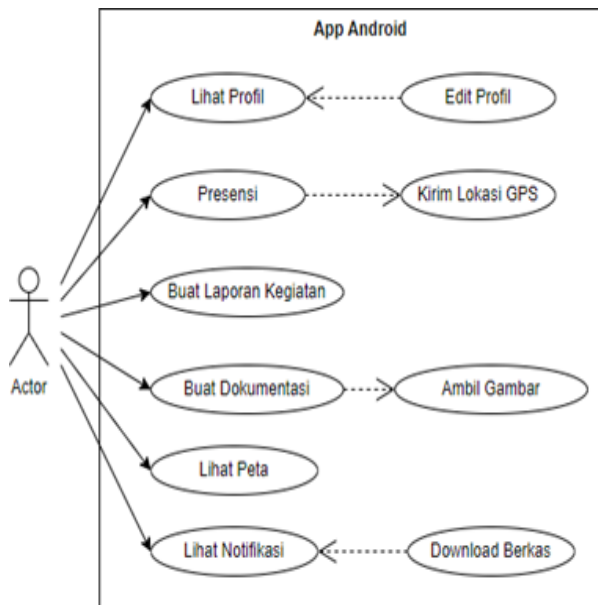 App Android
Lihat Profil
Edit Profil
Presensi
Kirim Lokasi GPS
Buat Laporan Kegiatan
Actor
Buat Dokumentasi
Ambil Gambar
Lihat Peta
Lihat Notifikasi
Download Berkas